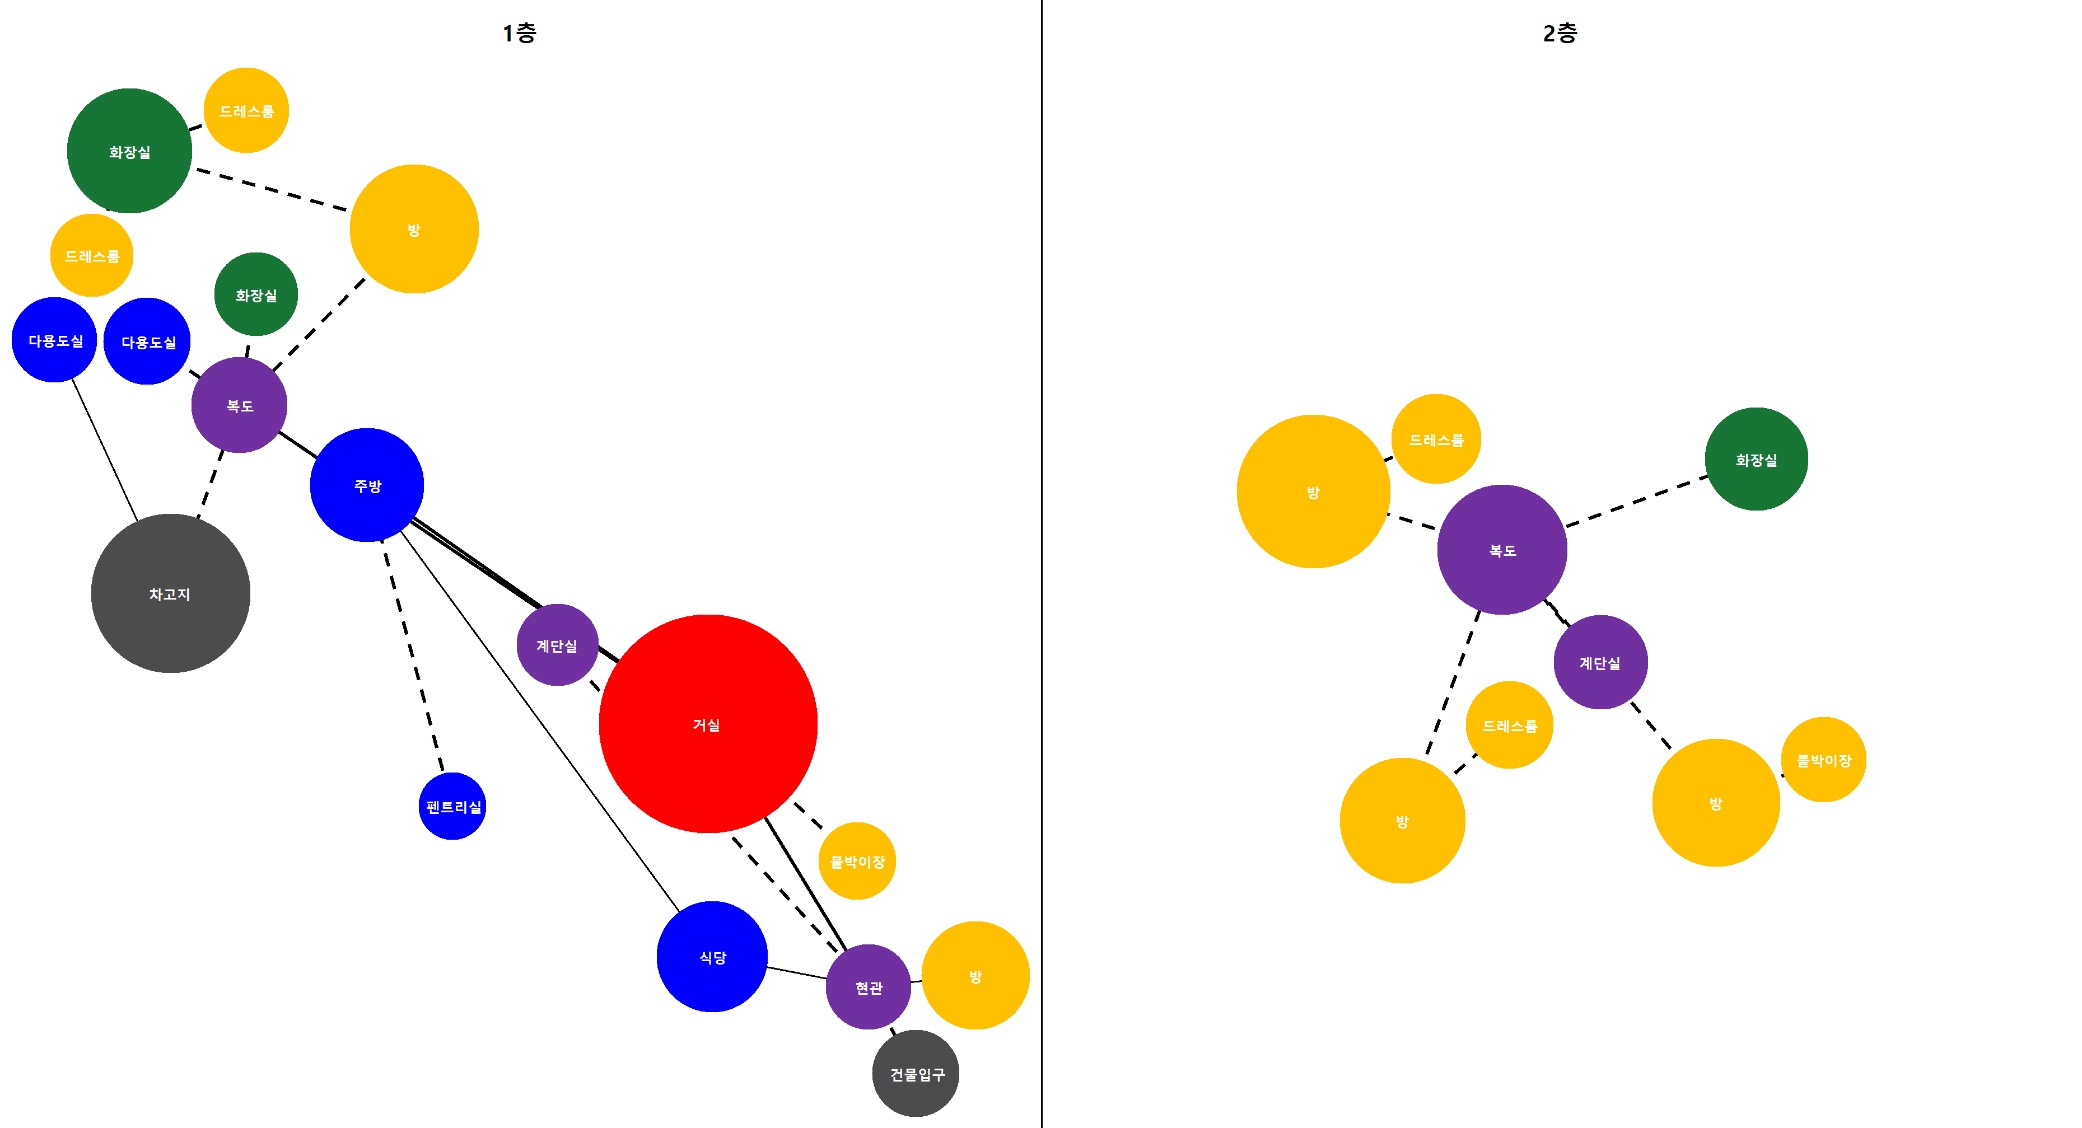 1층
드레스룸
화장실
방
드레스룸
화장실
다용도실
다용도실
복도
주방
차고지
계단실
거실
펜트리실
붙박이장
식당
방
현관
건물입구
2층
드레스룸
화장실
방
복도
계단실
드레스룸
붙박이장
방
방